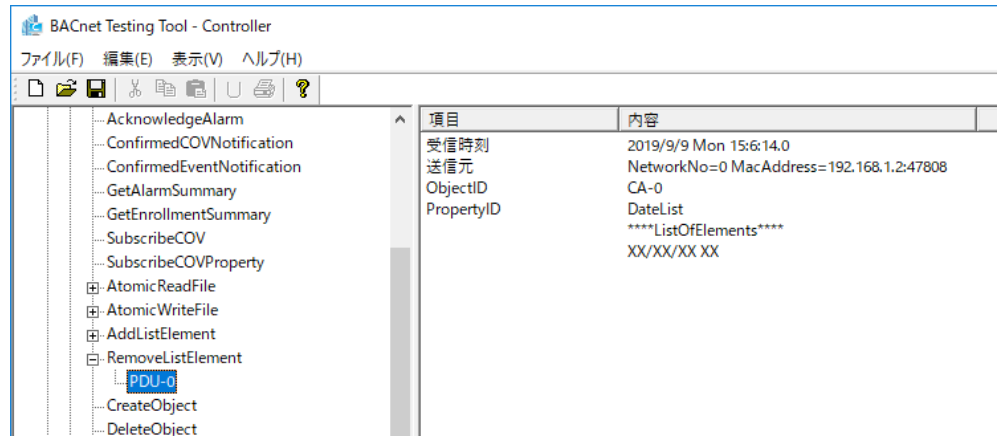 BACnet Testing Tool - Controller
ファイル(F) 編集(E) 表示(V) ヘルプ(H)
AcknowledgeAlarm
ConfirmedCOVNotification
ConfirmedEventNotification
GetAlarmSummary
GetEnrollmentSummary
SubscribeCOV
SubscribeCOVProperty
AtomicReadFile
AtomicWriteFile
AddListElement
RemoveListElement
PDU-0
CreateObject
DeleteObject
項目 内容
受信時刻 2019/9/9 Mon 15:6:14.0
送信元 NetworkNo=0 MacAddress=192.168.1.2:47808
ObjectID CA-0
PropertyID DateList
****ListOfElements****
XX/XX/XX XX